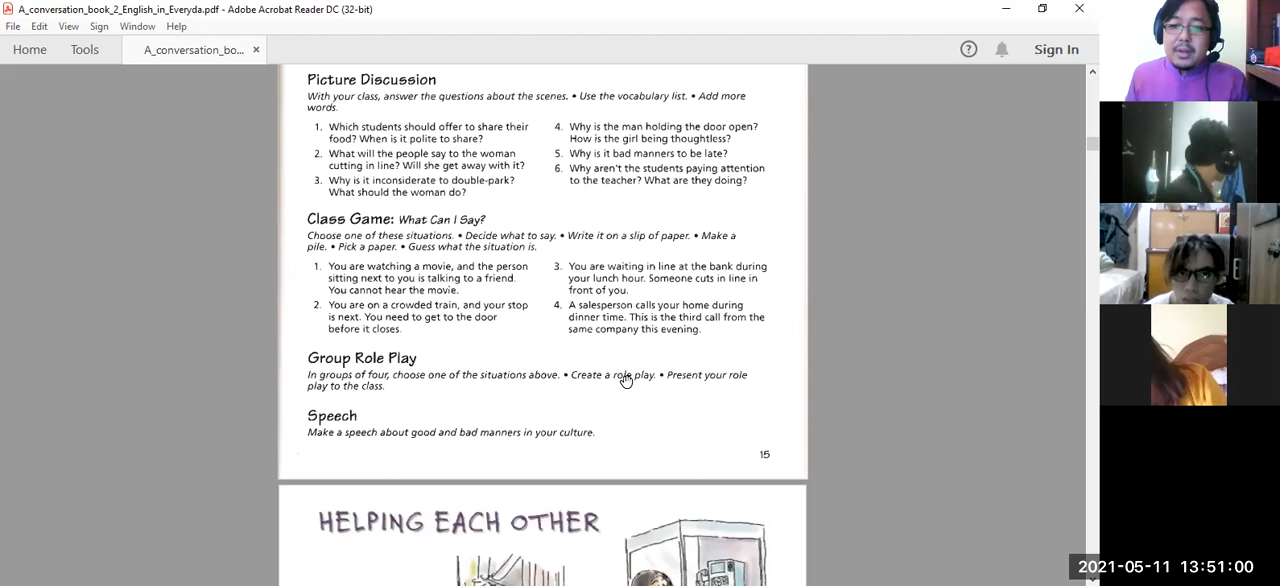 A_conversation_book_2_English_in_Everyda.pdf - Adobe Acrobat Reader DC (32-bit)
File Edit View Sign Window Help
Home Tools A_conversation_bo... × Sign In
Picture Discussion
With your class, answer the questions about the scenes. • Use the vocabulary list. • Add more
words.
1. Which students should offer to share their
food? When is it polite to share?
2. What will the people say to the woman
cutting in line? Will she get away with it?
3. Why is it inconsiderate to double-park?
What should the woman do?
4. Why is the man holding the door open?
How is the girl being thoughtless?
5. Why is it bad manners to be late?
6. Why aren't the students paying attention
to the teacher? What are they doing?
Class Game: What Can I Say?
Choose one of these situations. • Decide what to say. • Write it on a slip of paper. • Make a
pile. • Pick a paper. • Guess what the situation is.
1. You are watching a movie, and the person
sitting next to you is talking to a friend.
You cannot hear the movie.
2. You are on a crowded train, and your stop
is next. You need to get to the door
before it closes.
3. You are waiting in line at the bank during
your lunch hour. Someone cuts in line in
front of you.
4. A salesperson calls your home during
dinner time. This is the third call from the
same company this evening.
Group Role Play
In groups of four, choose one of the situations above. • Create a role play. • Present your role
play to the class.
Speech
Make a speech about good and bad manners in your culture.
15
HELPING EACH OTHER
2021-05-11 13:51:00